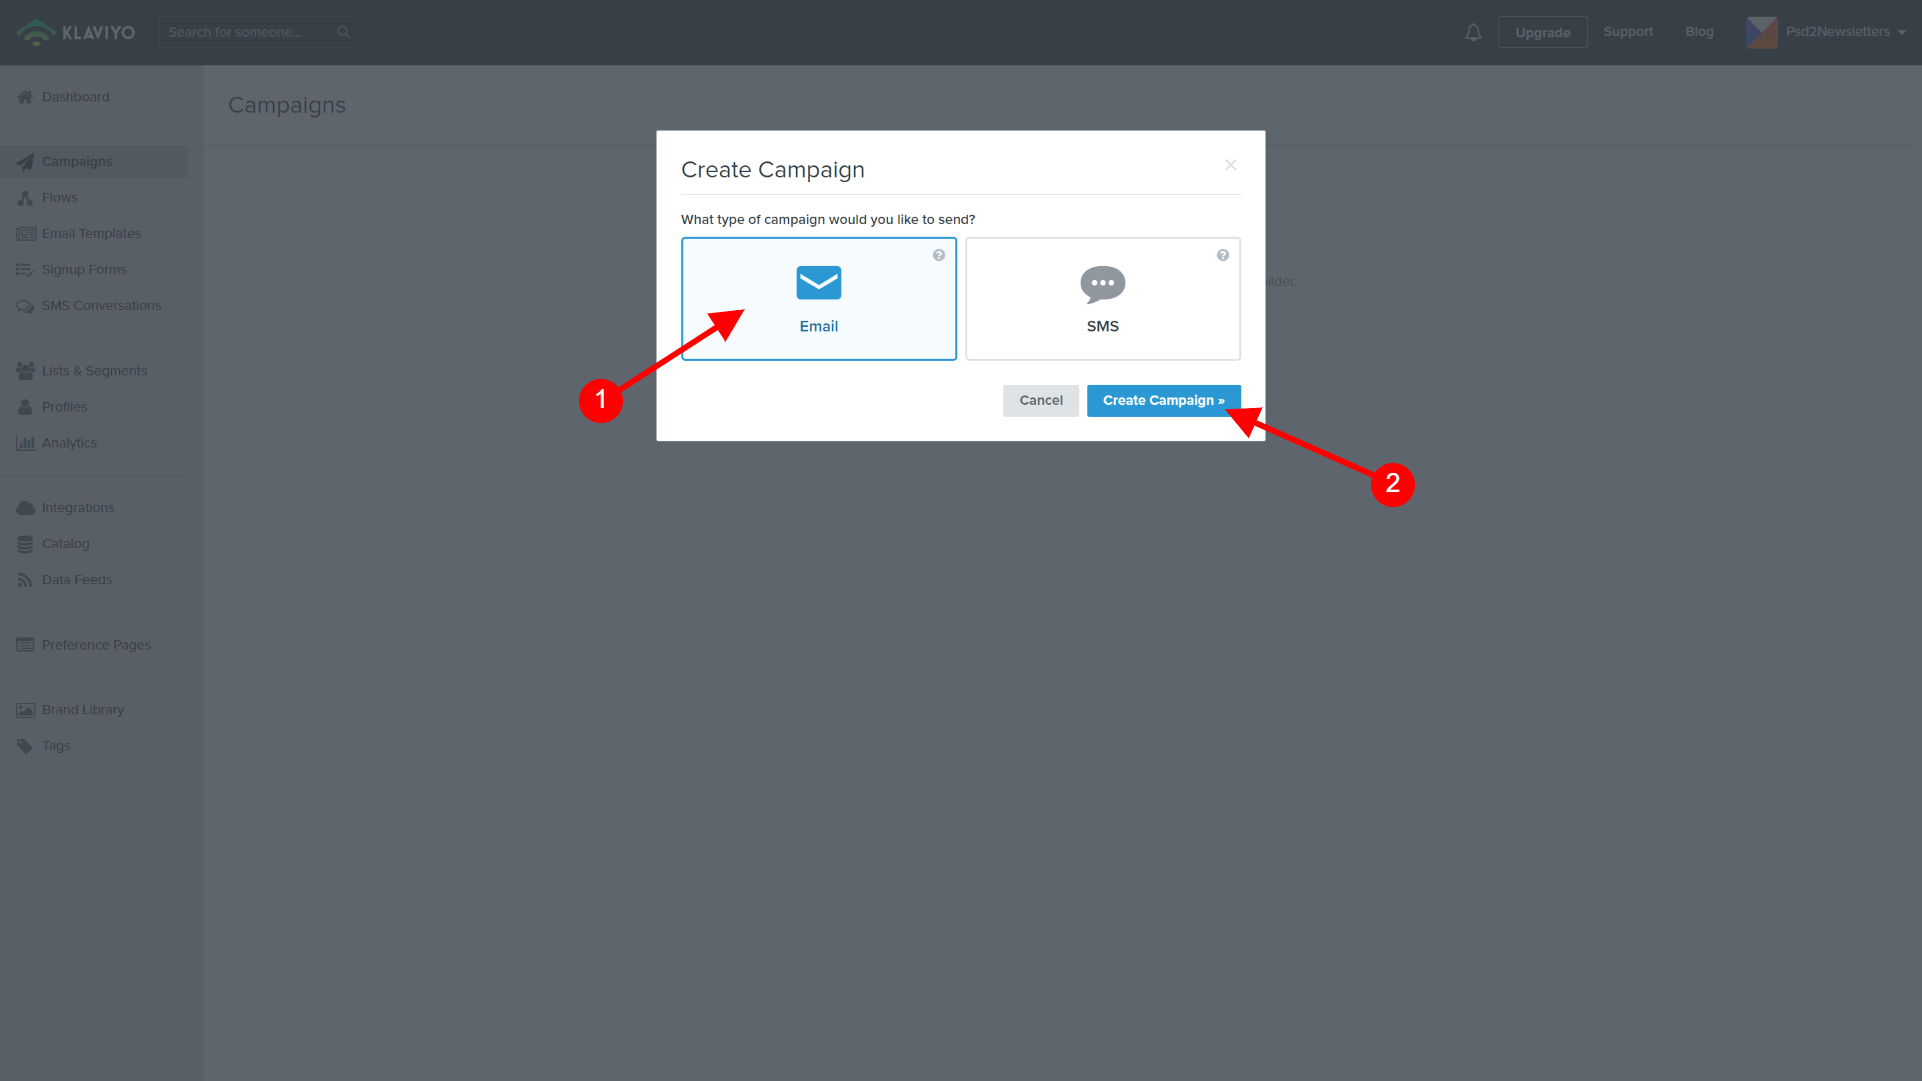 KLAVIYO
Search for someone...
Upgrade
Support
Blog
Psd2Newsletters
Dashboard
Campaigns
Flows
Email Templates
Signup Forms
SMS Conversations
Lists & Segments
Profiles
Analytics
Integrations
Catalog
Data Feeds
Preference Pages
Brand Library
Tags
Campaigns
Create Campaign
×
What type of campaign would you like to send?
?
Email
?
SMS
Cancel
Create Campaign »
1
2